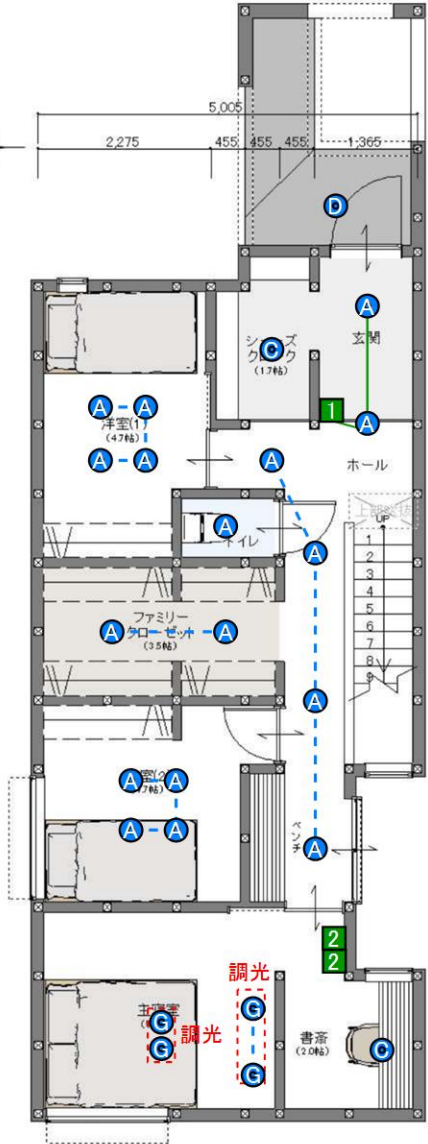 5,005
2,275
455
455
455
1,365
D
A
玄関
シューズ
クローク
(1.7帖)
C
1
A
A
A
洋室(1)
(4.7帖)
A
A
A
ホール
上部吹抜
UP
A
トイレ
A
1
2
3
4
5
6
7
8
9
ファミリー
クローゼット
(3.5帖)
A
A
A
A
A
室(2
.7帖)
A
A
A
ベンチ
2
2
調光
主寝室
G
G
調光
G
G
書斎
(2.0帖)
C